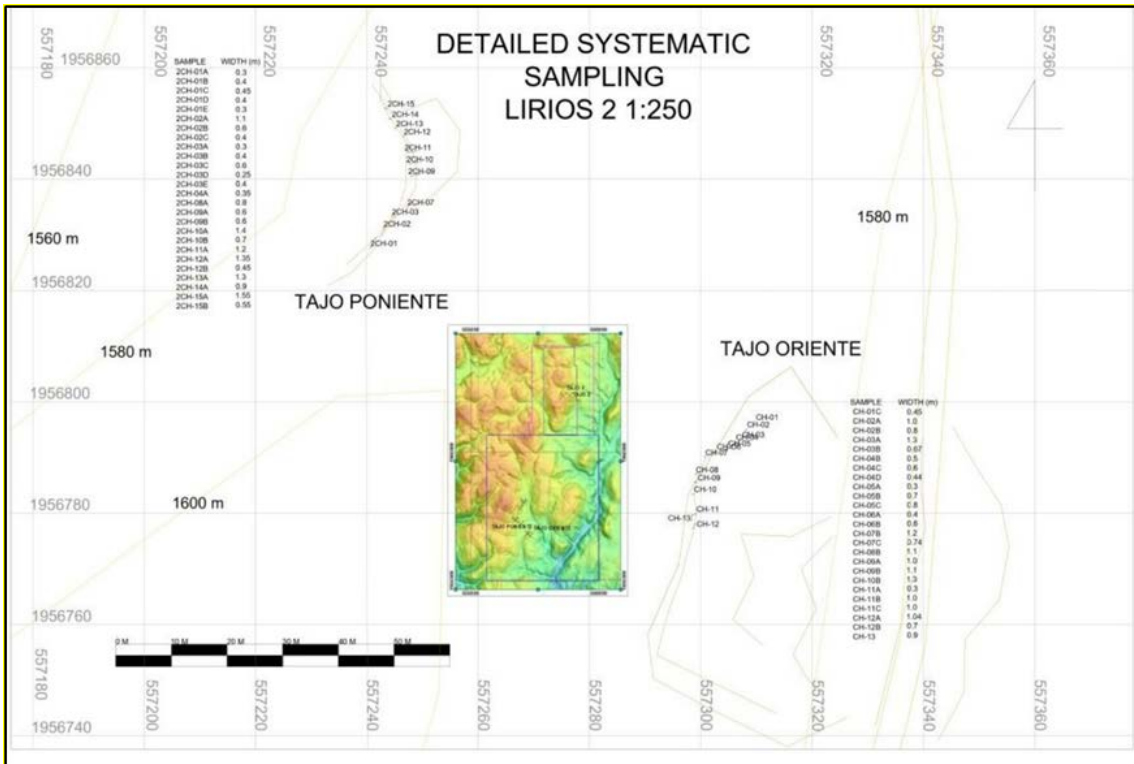 DETAILED SYSTEMATIC
SAMPLING
LIRIOS 2 1:250
557180
557200
557220
557240
557320
557340
557360
1956860
1956840
1956820
1956800
1956780
1956760
1956740
SAMPLE WIDTH (m)
2CH-01A 0.3
2CH-01B 0.4
2CH-01C 0.45
2CH-01D 0.4
2CH-01E 0.3
2CH-02A 1.1
2CH-02B 0.6
2CH-02C 0.4
2CH-03A 0.3
2CH-03B 0.4
2CH-03C 0.6
2CH-03D 0.25
2CH-03E 0.4
2CH-04A 0.35
2CH-08A 0.8
2CH-09A 0.6
2CH-09B 0.6
2CH-10A 1.4
2CH-10B 0.7
2CH-11A 1.2
2CH-12A 1.35
2CH-12B 0.45
2CH-13A 1.3
2CH-14A 0.9
2CH-15A 1.55
2CH-15B 0.55
2CH-15
2CH-14
2CH-13
2CH-12
2CH-11
2CH-10
2CH-09
2CH-07
2CH-03
2CH-02
2CH-01
TAJO PONIENTE
1560 m
1580 m
1600 m
1580 m
TAJO ORIENTE
CH-01
CH-02
CH-03
CH-05
CH-07
CH-08
CH-09
CH-10
CH-11
CH-13
CH-12
SAMPLE WIDTH (m)
CH-01C 0.45
CH-02A 1.0
CH-02B 0.8
CH-03A 1.3
CH-03B 0.67
CH-04B 0.5
CH-04C 0.6
CH-04D 0.44
CH-05A 0.3
CH-05B 0.7
CH-05C 0.8
CH-06A 0.4
CH-06B 0.6
CH-07B 1.2
CH-07C 0.74
CH-08B 1.1
CH-09A 1.0
CH-09B 1.1
CH-10B 1.3
CH-11A 0.3
CH-11B 1.0
CH-11C 1.0
CH-12A 1.04
CH-12B 0.7
CH-13 0.9
0 M 10 M 20 M 30 M 40 M 50 M
557180
557200
557220
557240
557260
557280
557300
557320
557340
557360